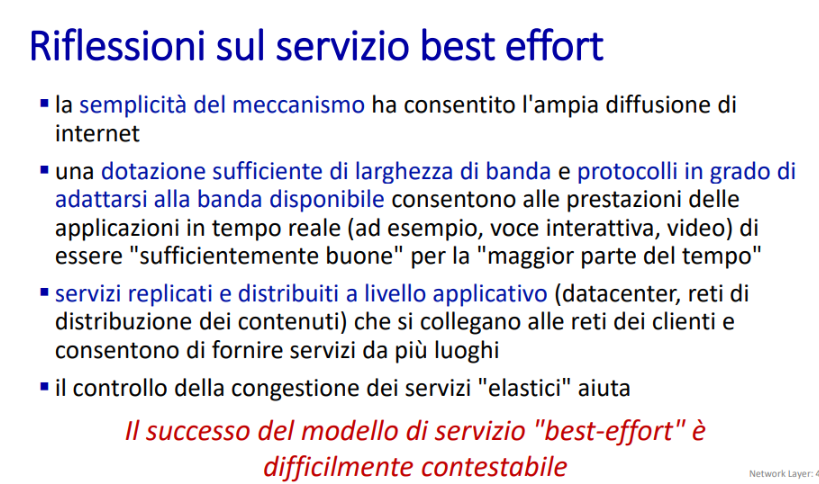 Riflessioni sul servizio best effort
▪ la semplicità del meccanismo ha consentito l'ampia diffusione di
internet
▪ una dotazione sufficiente di larghezza di banda e protocolli in grado di
adattarsi alla banda disponibile consentono alle prestazioni delle
applicazioni in tempo reale (ad esempio, voce interattiva, video) di
essere "sufficientemente buone" per la "maggior parte del tempo"
▪ servizi replicati e distribuiti a livello applicativo (datacenter, reti di
distribuzione dei contenuti) che si collegano alle reti dei clienti e
consentono di fornire servizi da più luoghi
▪ il controllo della congestione dei servizi "elastici" aiuta
Il successo del modello di servizio "best-effort" è
difficilmente contestabile
Network Layer: 4